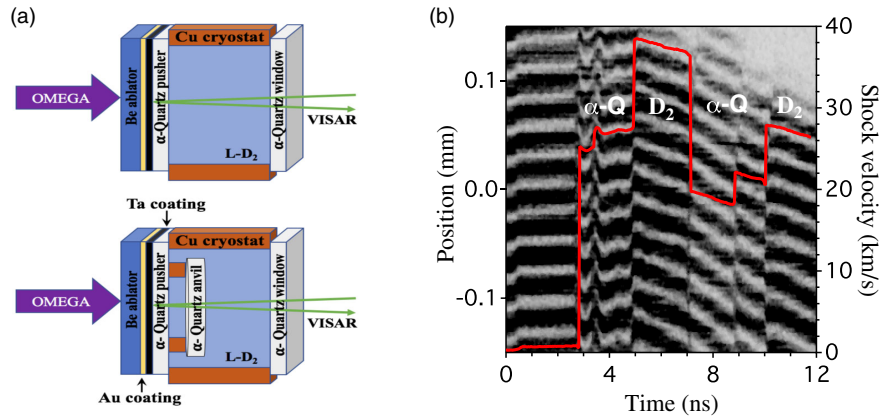 (a)
Cu cryostat
OMEGA
Be ablator
α-Quartz pusher
L-D₂
α-Quartz window
VISAR
Ta coating
Cu cryostat
OMEGA
Be ablator
α- Quartz pusher
α- Quartz anvil
L-D₂
α- Quartz window
VISAR
Au coating
(b)
Position (mm)
0.1
0.0
-0.1
α-Q
D₂
α-Q
D₂
40
30
20
10
0
Shock velocity (km/s)
0
4
8
12
Time (ns)